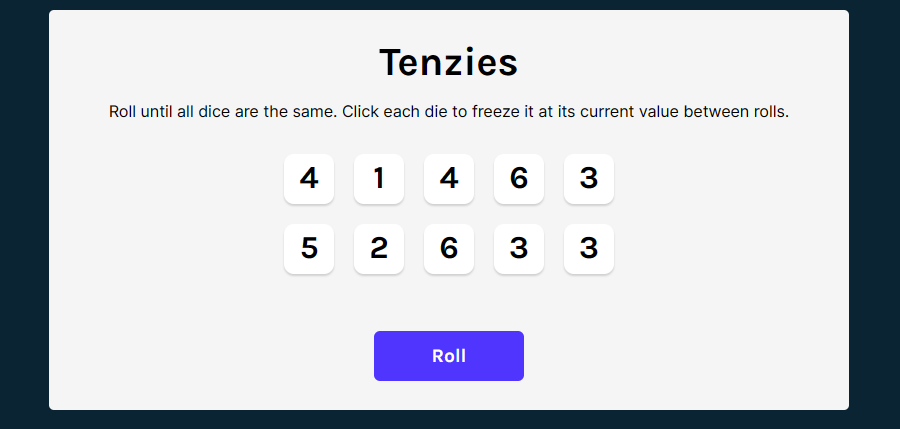 Tenzies
Roll until all dice are the same. Click each die to freeze it at its current value between rolls.
4 1 4 6 3
5 2 6 3 3
Roll